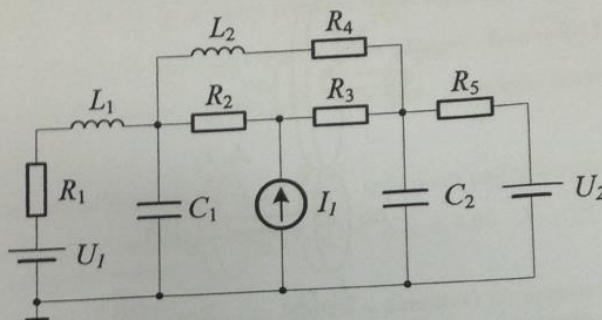 L₂ R₄
L₁ R₂ R₃ R₅
R₁ C₁ I₁ C₂ U₂
U₁